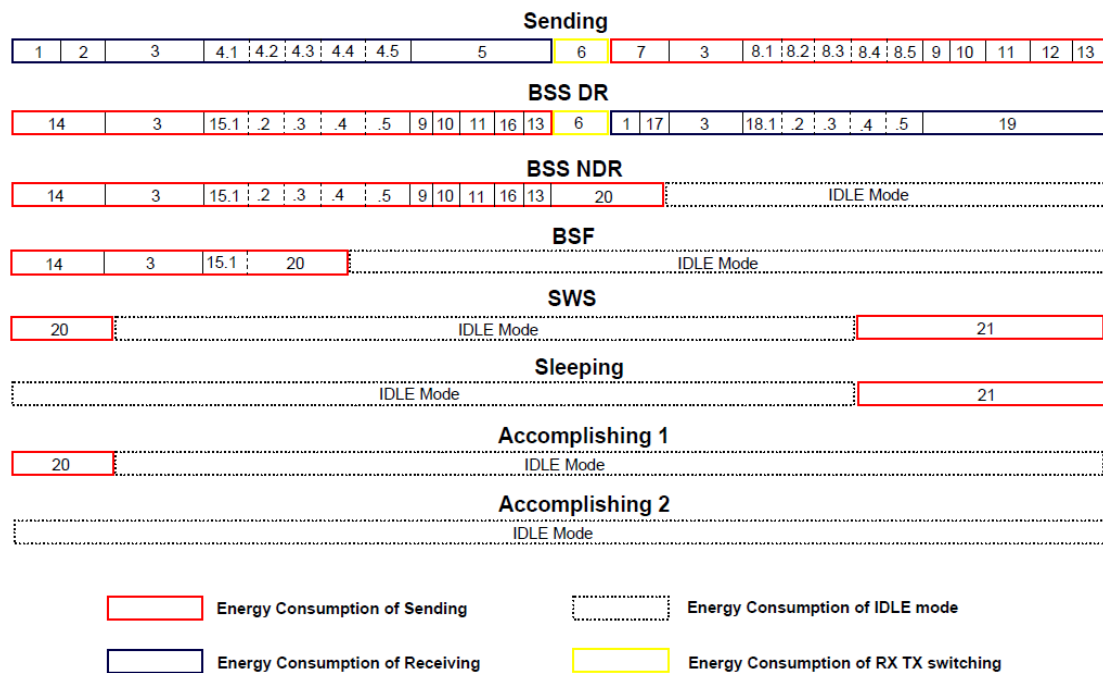 Sending
1 2 3 4.1 4.2 4.3 4.4 4.5 5 6 7 3 8.1 8.2 8.3 8.4 8.5 9 10 11 12 13
BSS DR
14 3 15.1 .2 .3 .4 .5 9 10 11 16 13 6 1 17 3 18.1 .2 .3 .4 .5 19
BSS NDR
14 3 15.1 .2 .3 .4 .5 9 10 11 16 13 20 IDLE Mode
BSF
14 3 15.1 20 IDLE Mode
SWS
20 IDLE Mode 21
Sleeping
IDLE Mode 21
Accomplishing 1
20 IDLE Mode
Accomplishing 2
IDLE Mode
Energy Consumption of Sending Energy Consumption of IDLE mode
Energy Consumption of Receiving Energy Consumption of RX TX switching